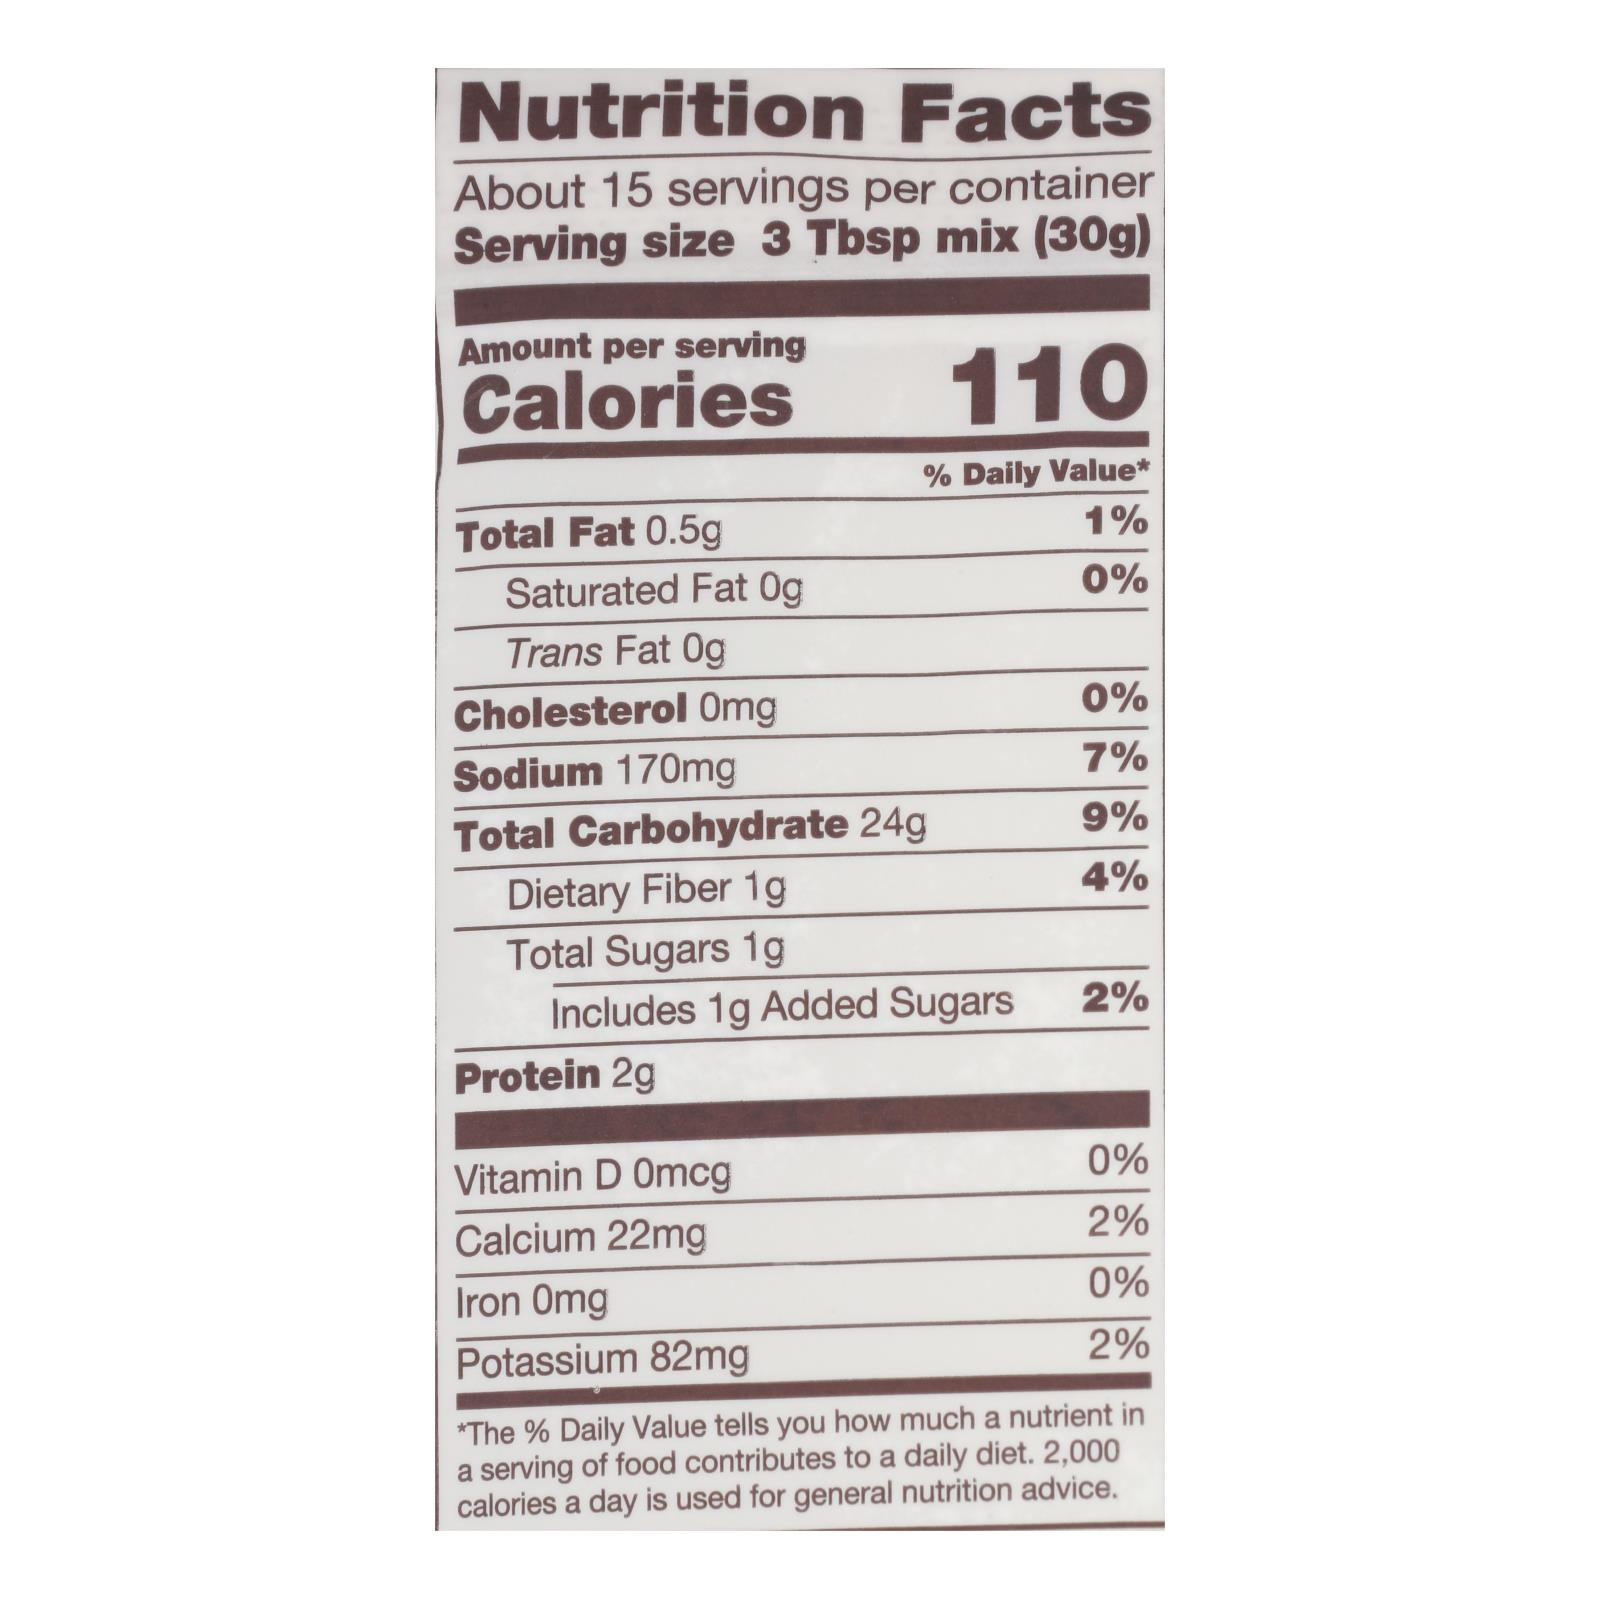 Nutrition Facts
About 15 servings per container
Serving size 3 Tbsp mix (30g)
Amount per serving
Calories 110
% Daily Value*
Total Fat 0.5g 1%
Saturated Fat 0g 0%
Trans Fat 0g
Cholesterol 0mg 0%
Sodium 170mg 7%
Total Carbohydrate 24g 9%
Dietary Fiber 1g 4%
Total Sugars 1g
Includes 1g Added Sugars 2%
Protein 2g
Vitamin D 0mcg 0%
Calcium 22mg 2%
Iron 0mg 0%
Potassium 82mg 2%
*The % Daily Value tells you how much a nutrient in
a serving of food contributes to a daily diet. 2,000
calories a day is used for general nutrition advice.